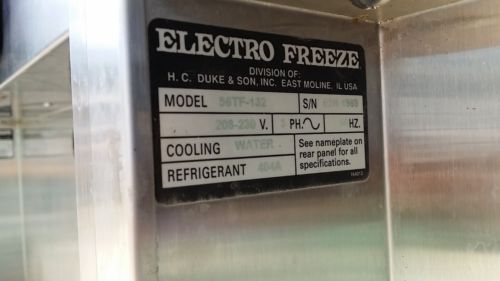 ELECTRO FREEZE
DIVISION OF:
H. C. DUKE & SON, INC. EAST MOLINE, IL USA
MODEL 56TF-132 S/N
208-230 V. 3 PH. HZ.
COOLING WATER
REFRIGERANT 404A
See nameplate on
rear panel for all
specifications.